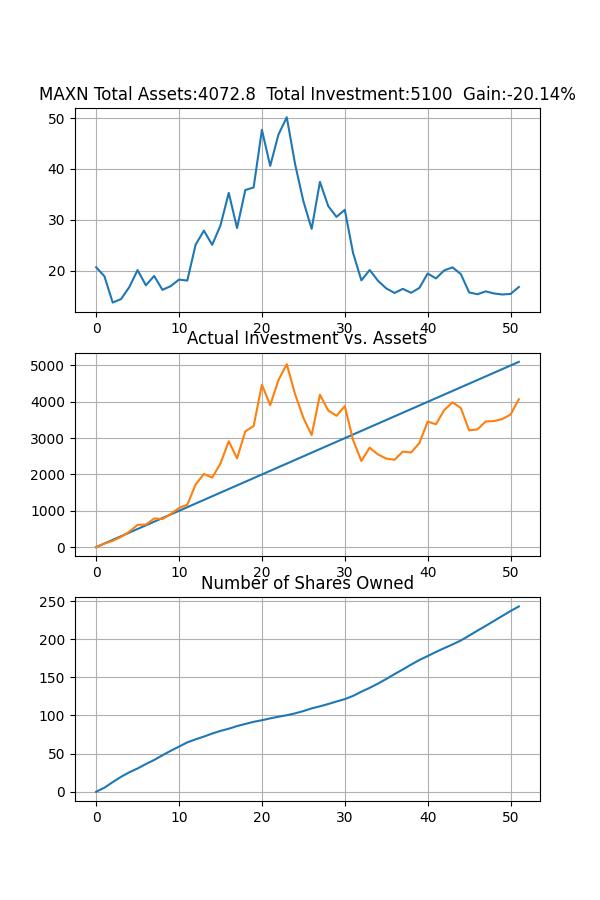 MAXN Total Assets:4072.8  Total Investment:5100  Gain:-20.14%
50
40
30
20
0 10 20 30 40 50
Actual Investment vs. Assets
5000
4000
3000
2000
1000
0
0 10 20 30 40 50
Number of Shares Owned
250
200
150
100
50
0
0 10 20 30 40 50